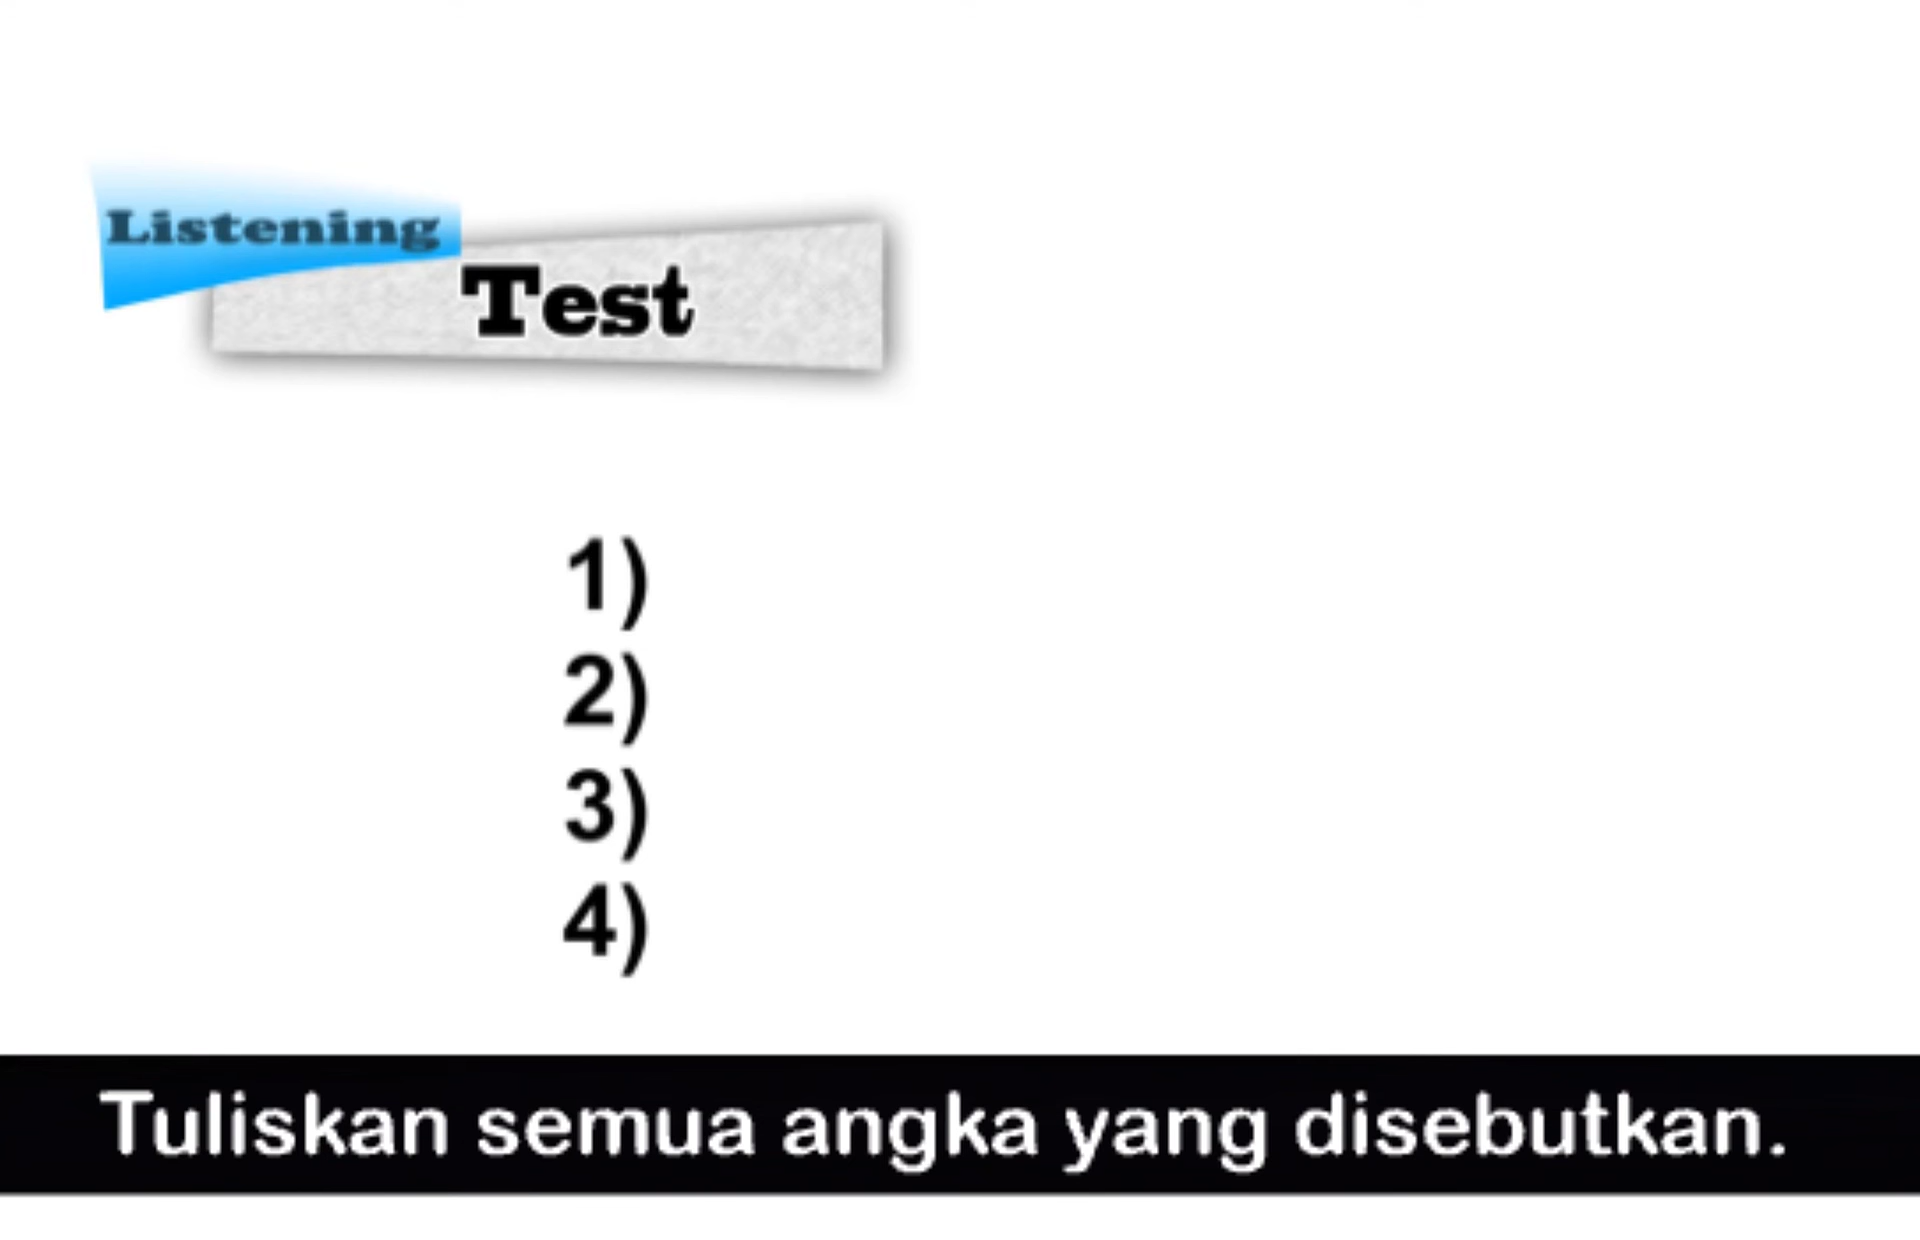 Listening
Test
1)
2)
3)
4)
Tuliskan semua angka yang disebutkan.